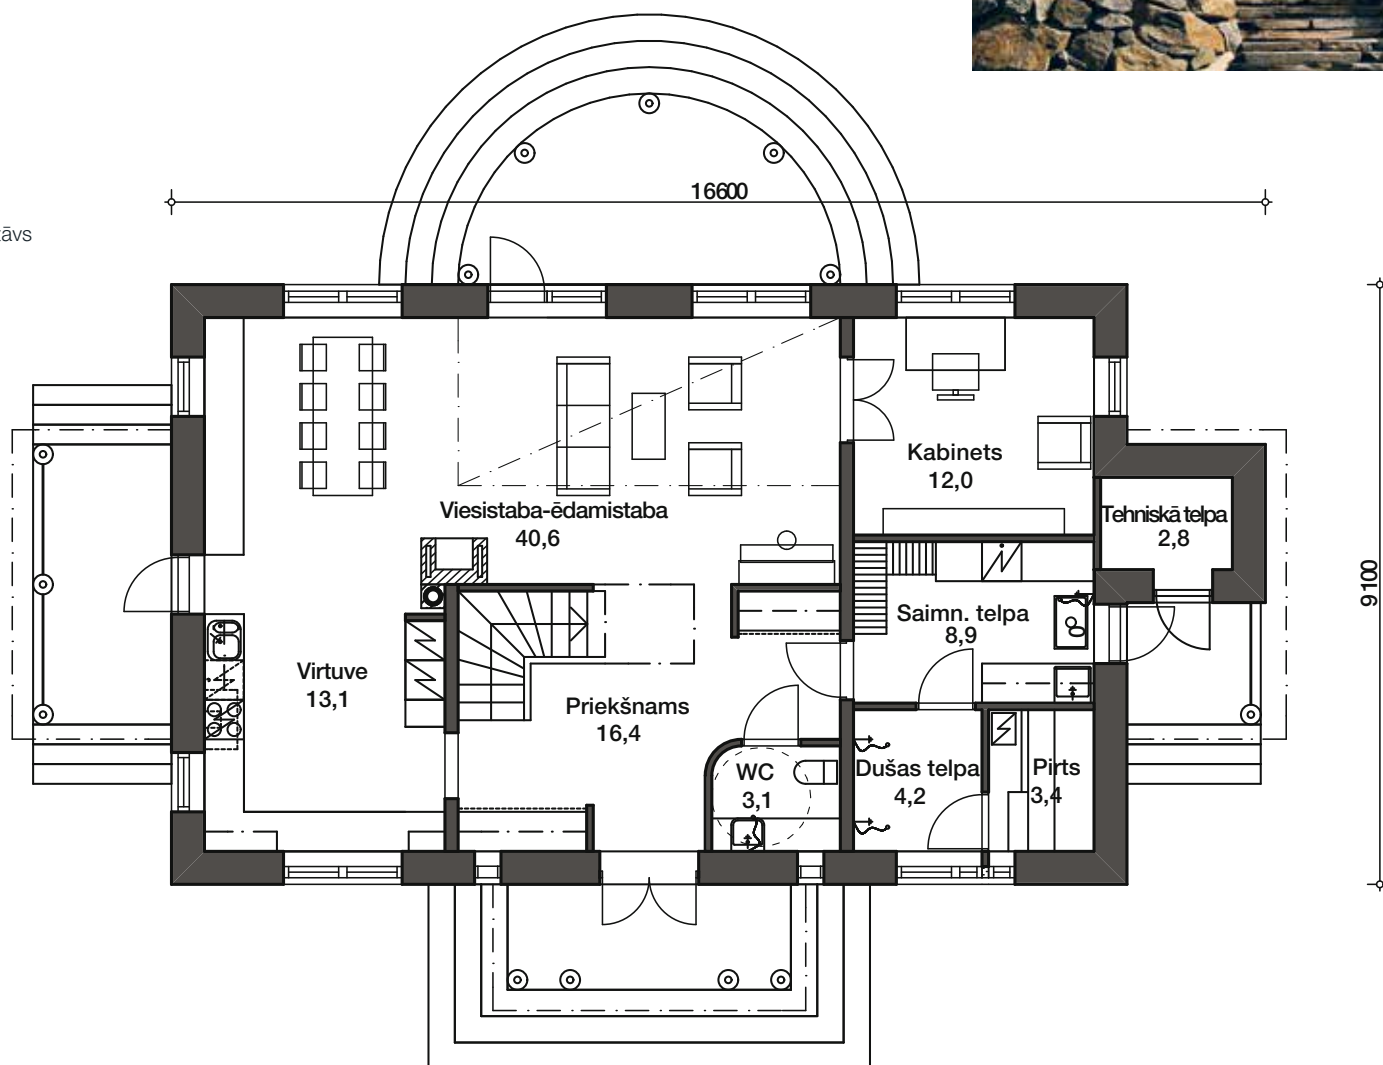 16600
āvs
9100
Kabinets
12,0
Viesistaba-ēdamistaba
40,6
Tehniskā telpa
2,8
Saimn. telpa
8,9
Virtuve
13,1
Priekšnams
16,4
WC
3,1
Dušas telpa
4,2
Pirts
3,4